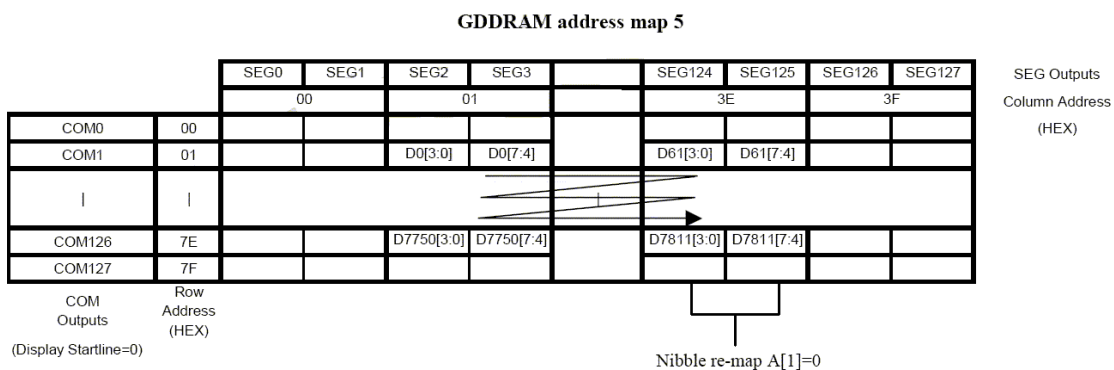 GDDRAM address map 5
SEG0 SEG1 SEG2 SEG3 SEG124 SEG125 SEG126 SEG127 SEG Outputs
00 01 3E 3F Column Address
COM0 00 (HEX)
COM1 01 D0[3:0] D0[7:4] D61[3:0] D61[7:4]
| | |
COM126 7E D7750[3:0] D7750[7:4] D7811[3:0] D7811[7:4]
COM127 7F
COM Row
Outputs Address
(Display Startline=0) (HEX)
Nibble re-map A[1]=0